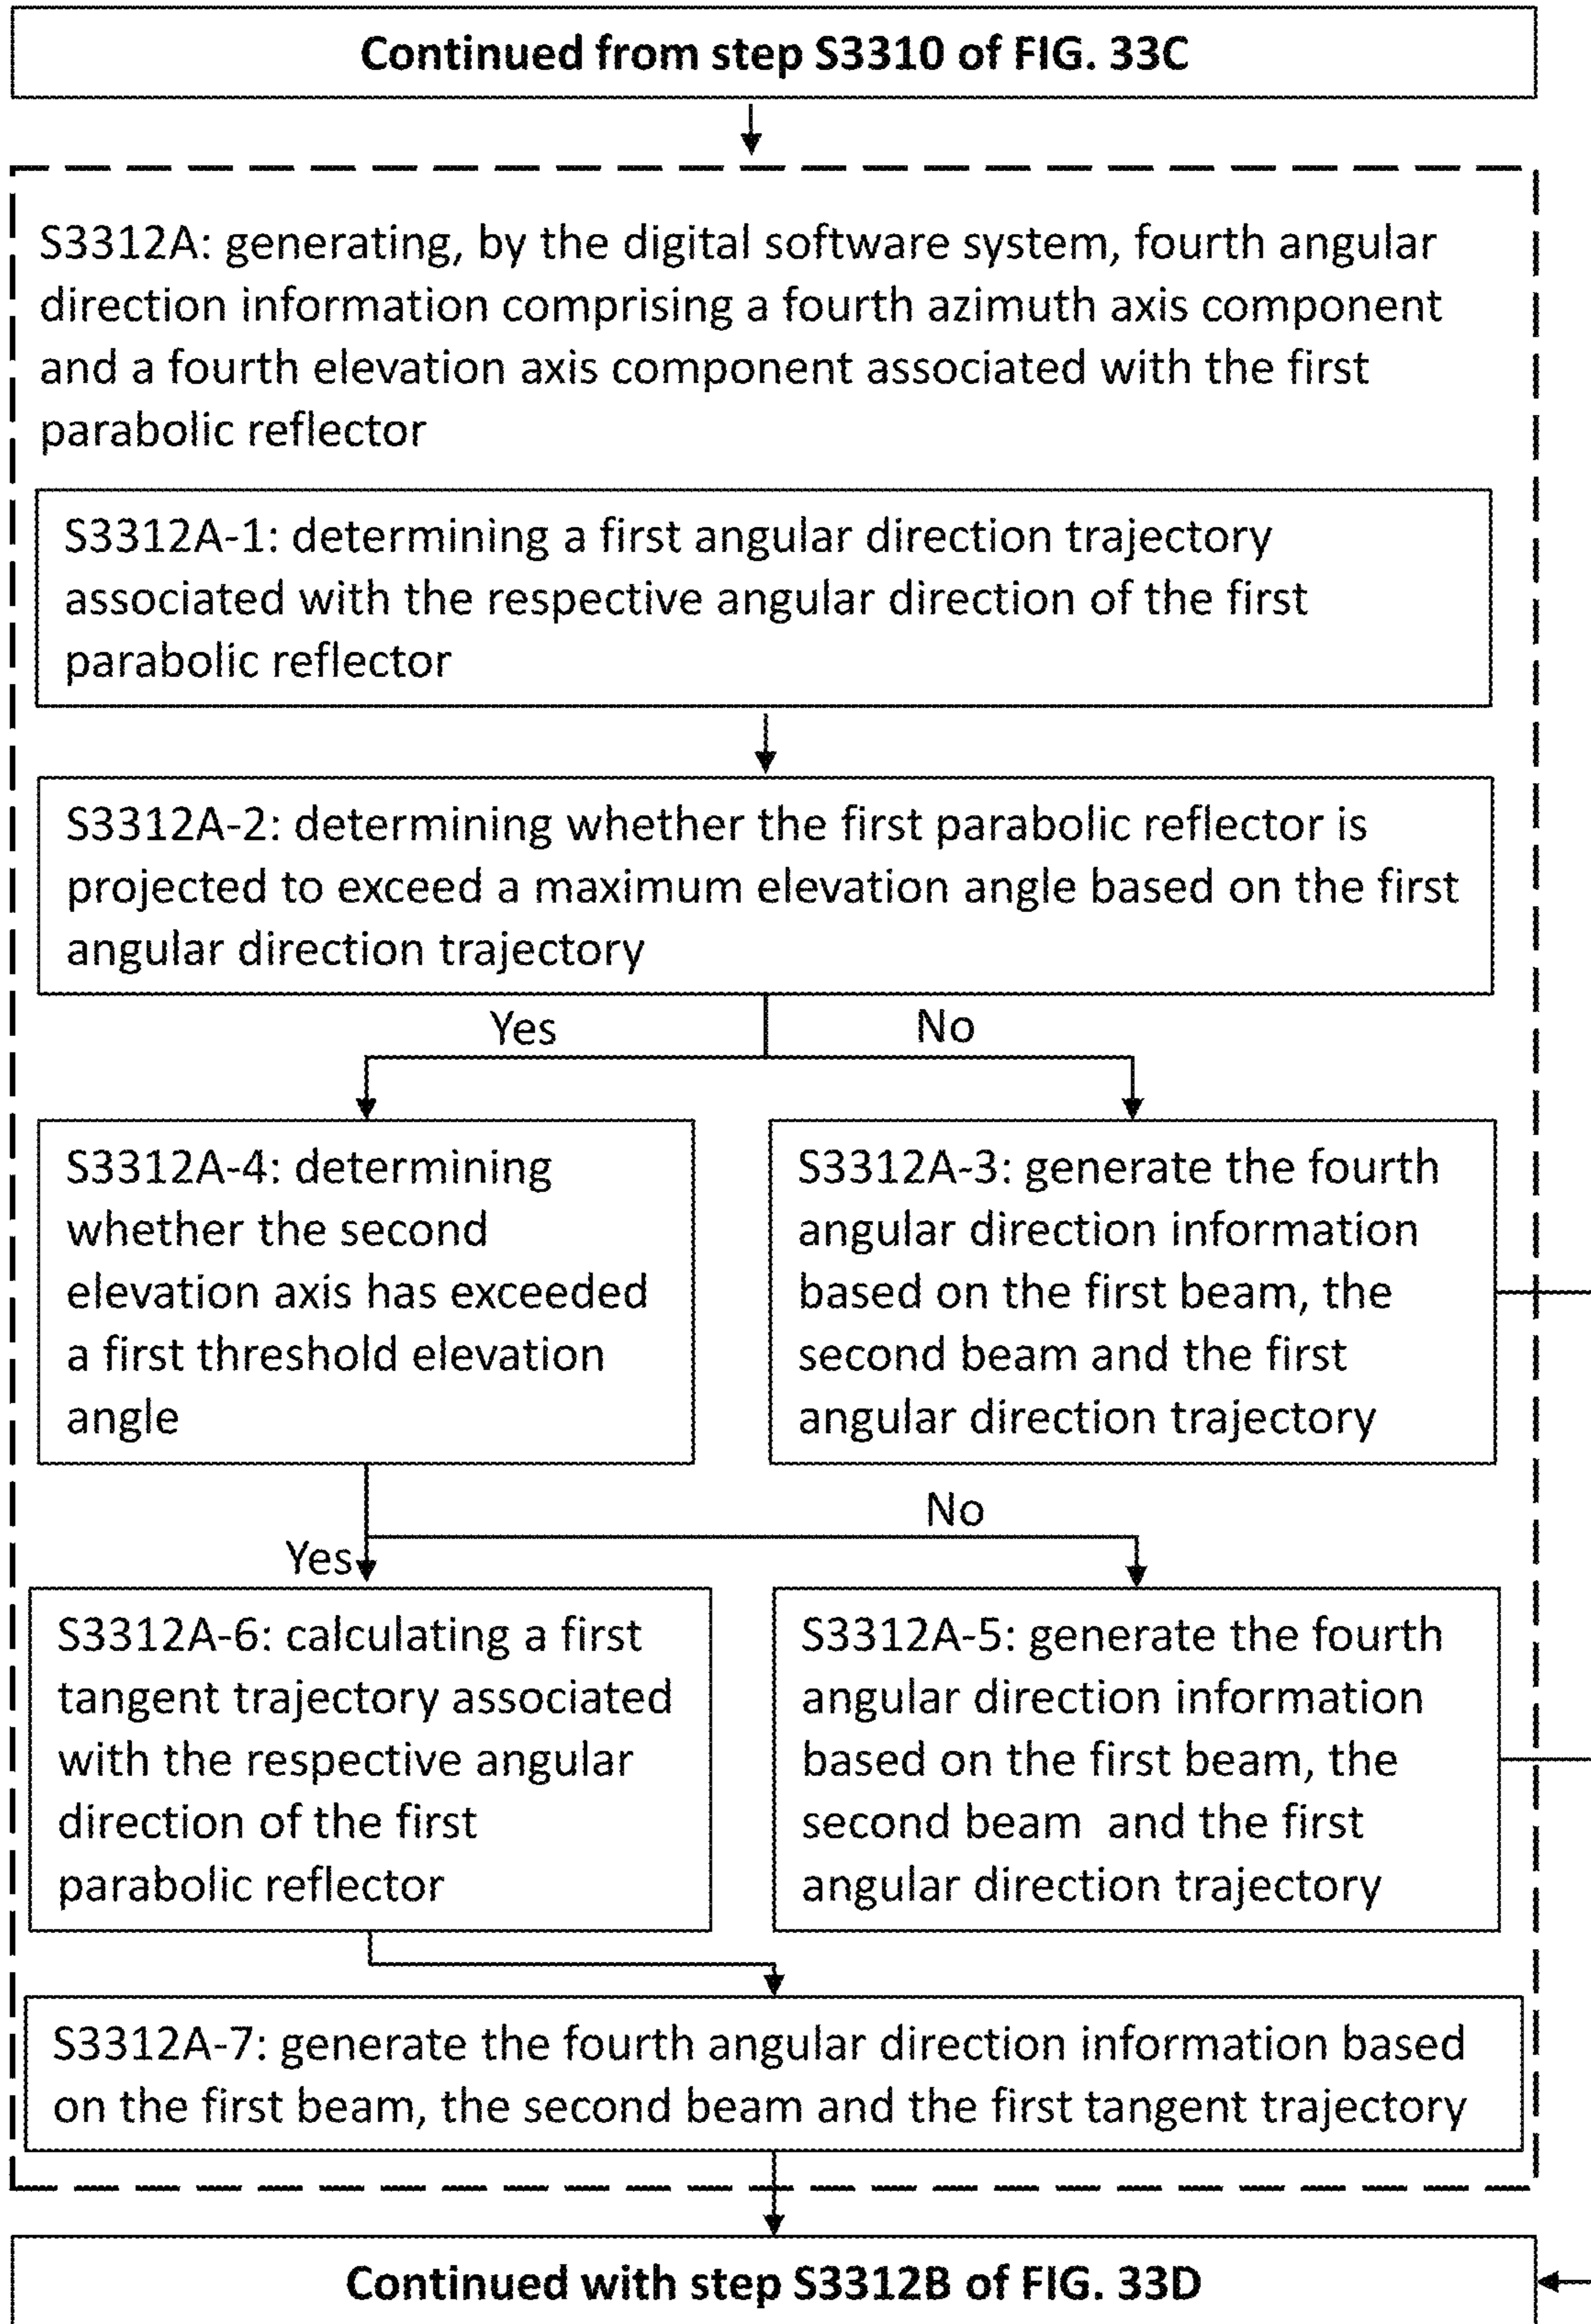 Continued from step S3310 of FIG. 33C
S3312A: generating, by the digital software system, fourth angular
direction information comprising a fourth azimuth axis component
and a fourth elevation axis component associated with the first
parabolic reflector
S3312A-1: determining a first angular direction trajectory
associated with the respective angular direction of the first
parabolic reflector
S3312A-2: determining whether the first parabolic reflector is
projected to exceed a maximum elevation angle based on the first
angular direction trajectory
Yes
No
S3312A-4: determining
whether the second
elevation axis has exceeded
a first threshold elevation
angle
S3312A-3: generate the fourth
angular direction information
based on the first beam, the
second beam and the first
angular direction trajectory
No
Yes
S3312A-6: calculating a first
tangent trajectory associated
with the respective angular
direction of the first
parabolic reflector
S3312A-5: generate the fourth
angular direction information
based on the first beam, the
second beam and the first
angular direction trajectory
S3312A-7: generate the fourth angular direction information based
on the first beam, the second beam and the first tangent trajectory
Continued with step S3312B of FIG. 33D